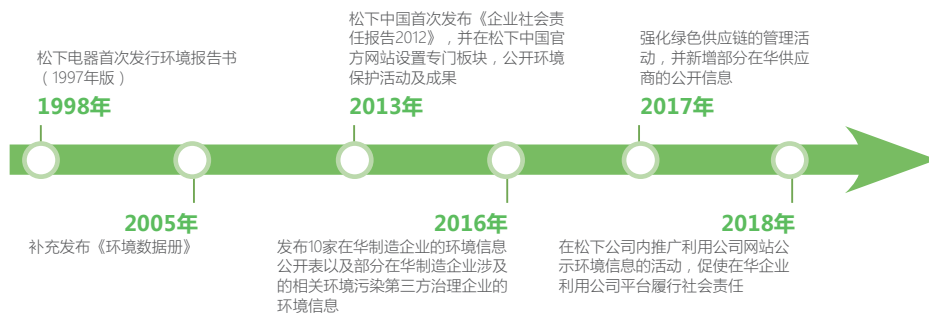 松下电器首次发行环境报告书
（1997年版）
1998年
松下中国首次发布《企业社会责
任报告2012》，并在松下中国官
方网站设置专门板块，公开环境
保护活动及成果
2013年
强化绿色供应链的管理活
动，并新增部分在华供应
商的公开信息
2017年
2005年
补充发布《环境数据册》
2016年
发布10家在华制造企业的环境信息
公开表以及部分在华制造企业涉及
的相关环境污染第三方治理企业的
环境信息
2018年
在松下公司内推广利用公司网站公
示环境信息的活动，促使在华企业
利用公司平台履行社会责任